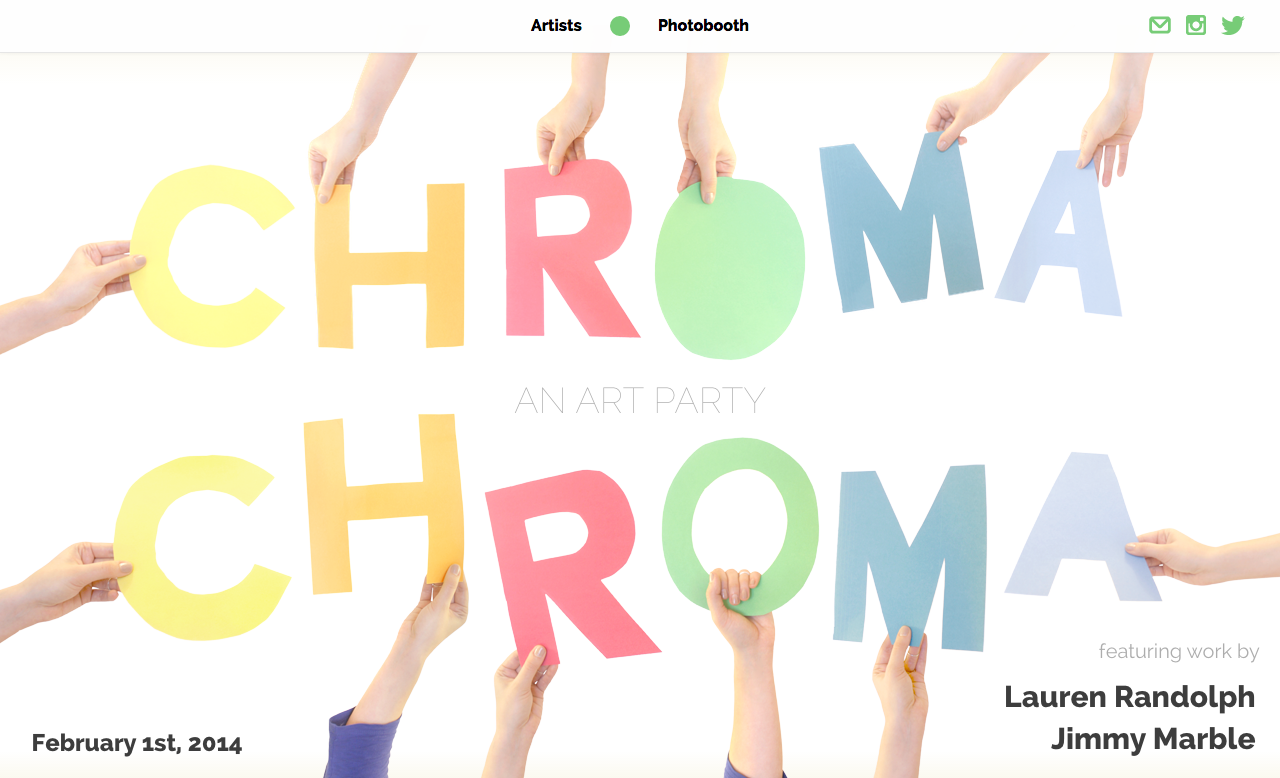 Artists Photobooth
CHROMA
AN ART PARTY
CHROMA
featuring work by
Lauren Randolph
Jimmy Marble
February 1st, 2014